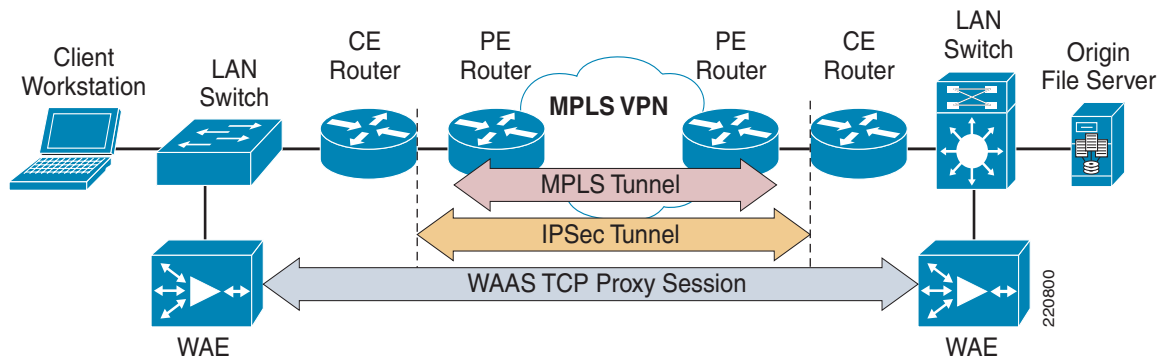 Client
Workstation
LAN
Switch
CE
Router
PE
Router
MPLS VPN
PE
Router
CE
Router
LAN
Switch
Origin
File Server
MPLS Tunnel
IPSec Tunnel
WAAS TCP Proxy Session
WAE
WAE
220800